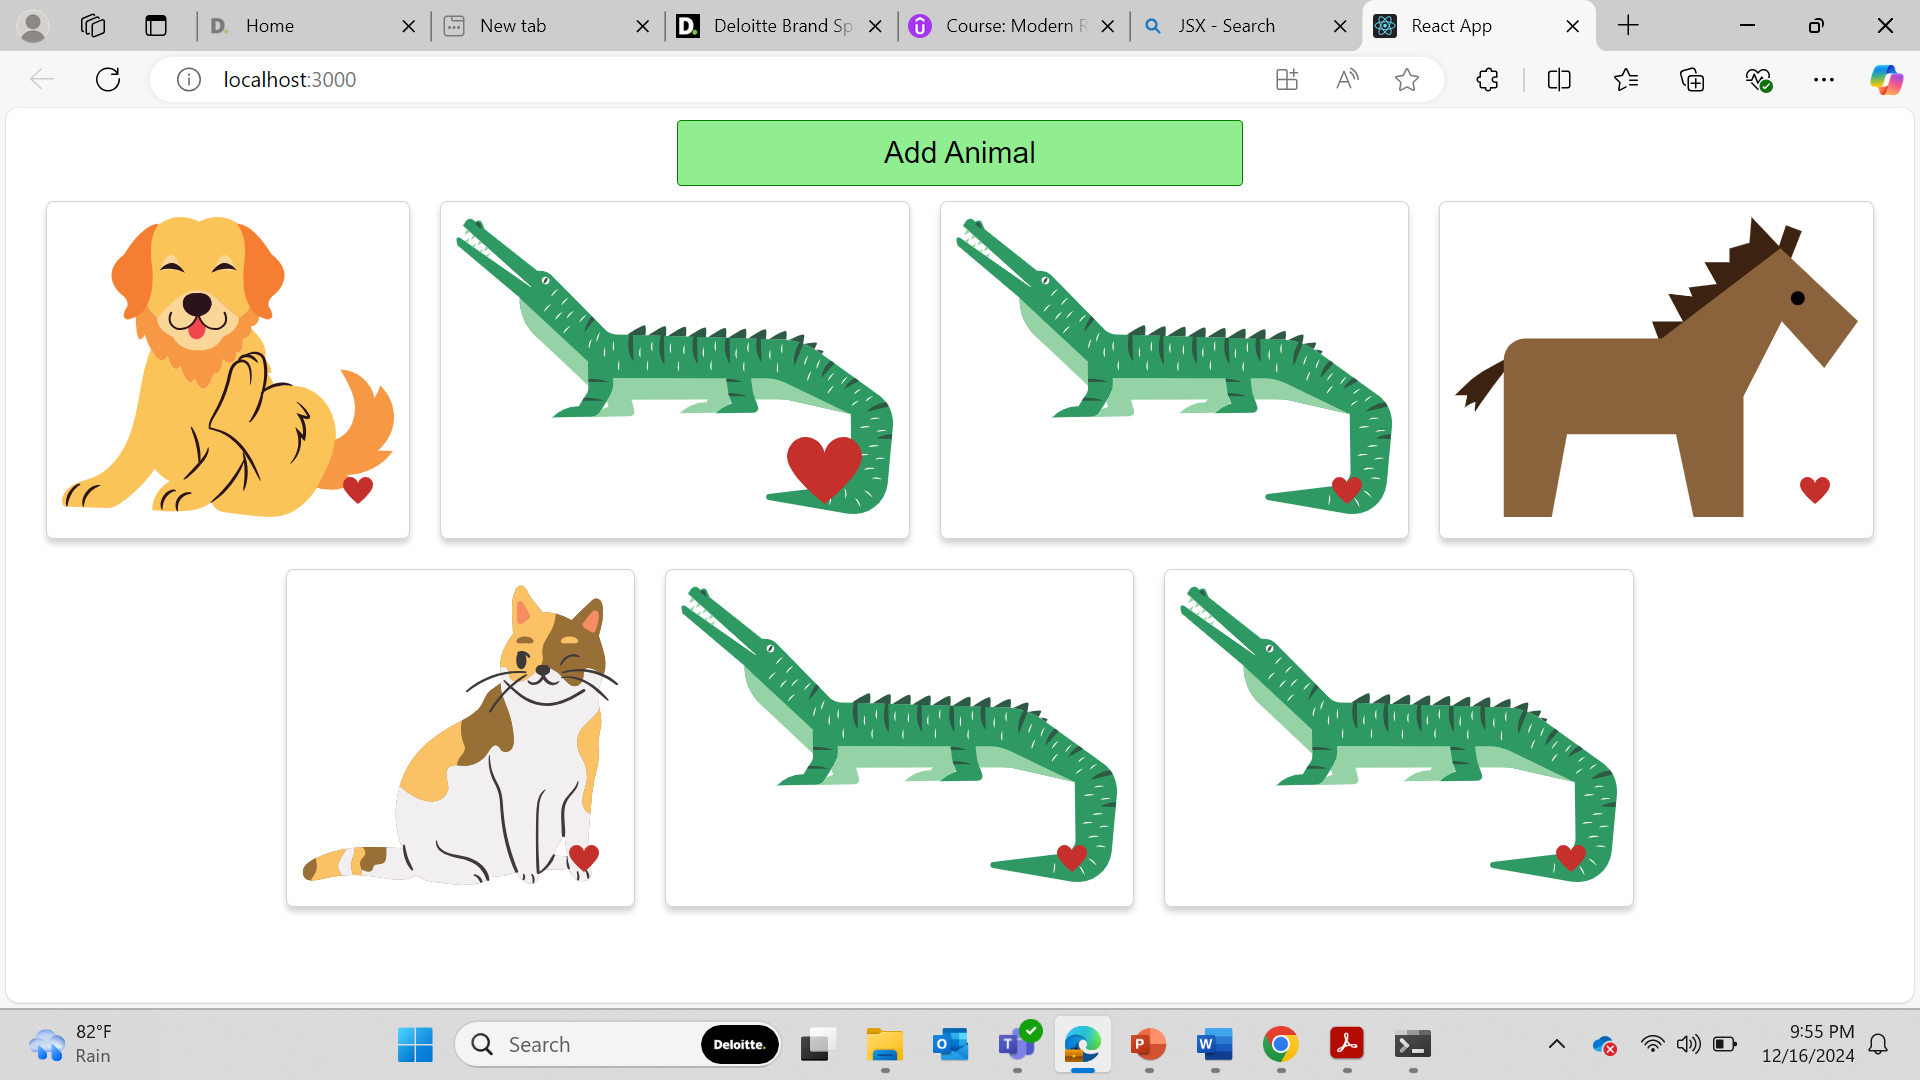 Home
New tab
Deloitte Brand Sp
Course: Modern R
JSX - Search
React App
localhost:3000
Add Animal
82°F
Rain
Search
Deloitte.
9:55 PM
12/16/2024